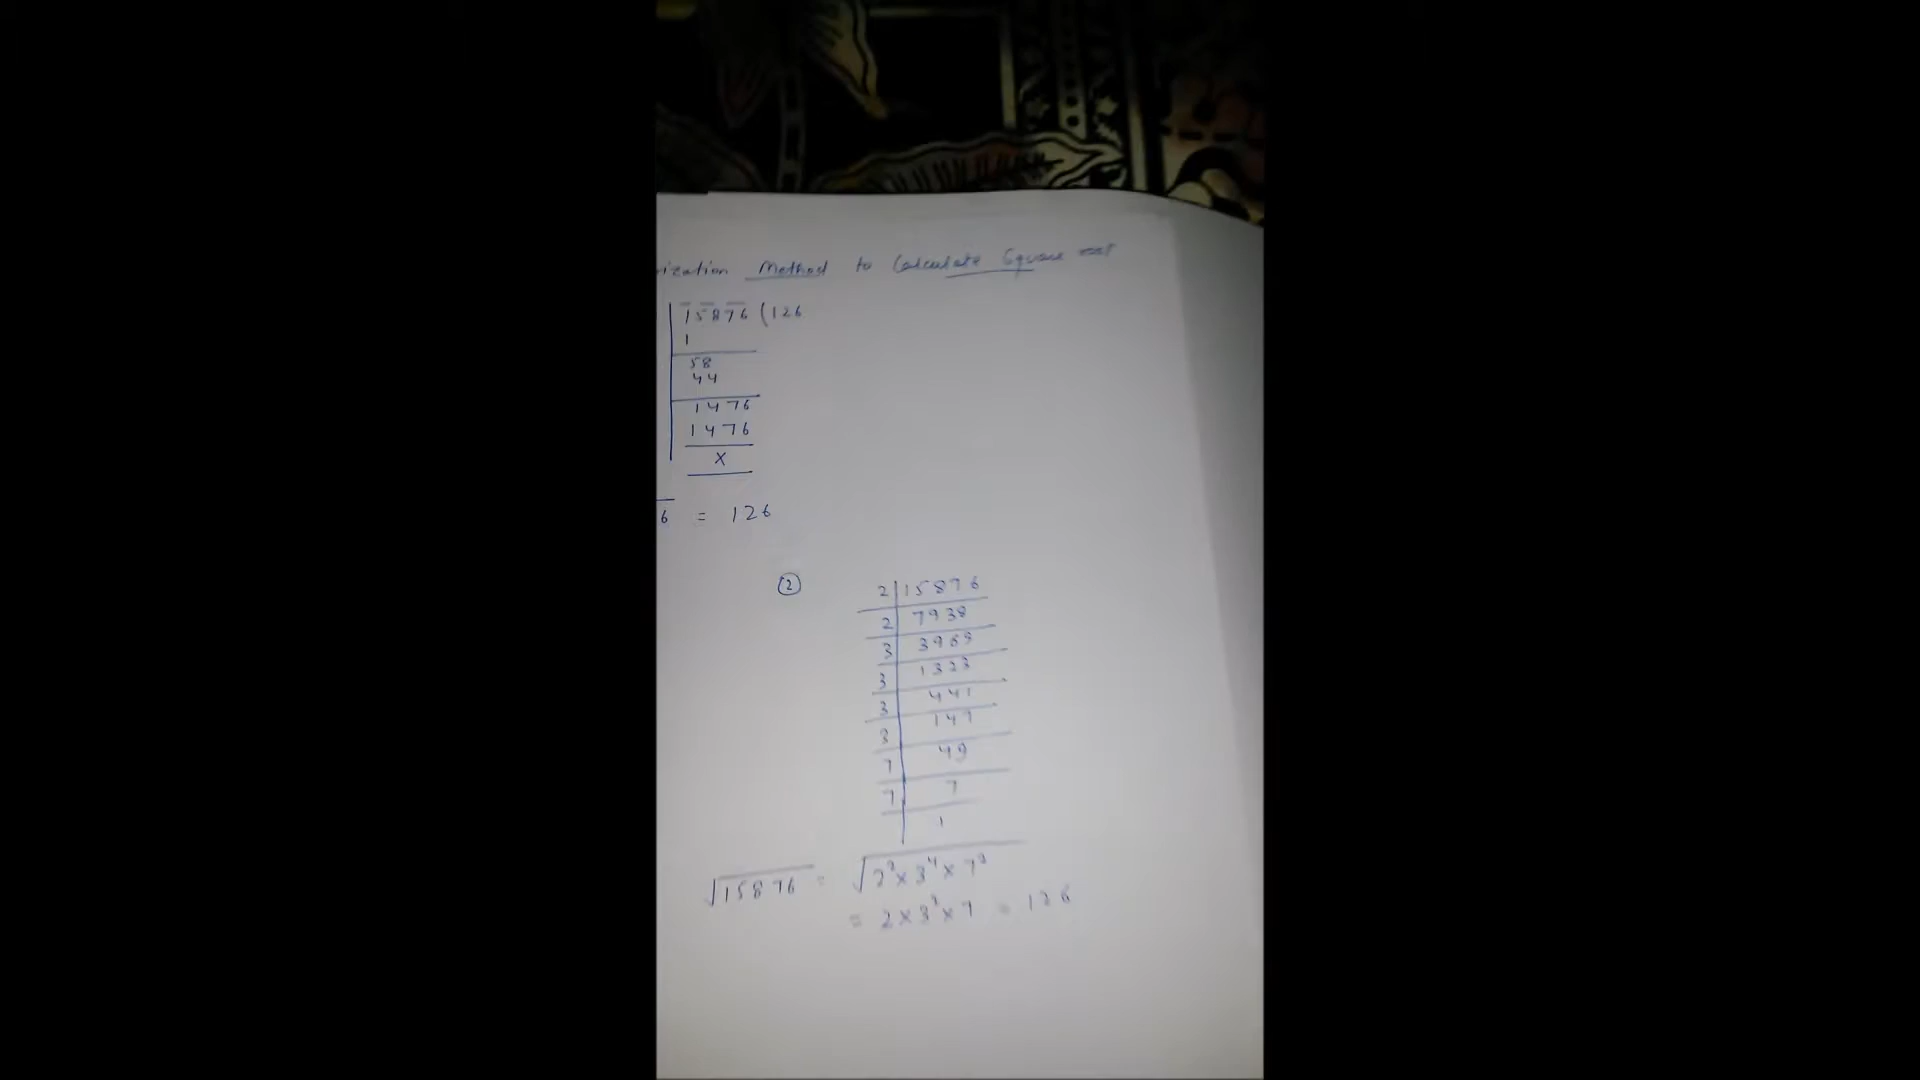 rization Method to Calculate Square root
15876 (126
1
58
44
1476
1476
x
6 = 126
② 2 | 15876
2 | 7938
3 | 3969
3 | 1323
3 | 441
3 | 147
7 | 49
7 | 7
1
√15876 = √2² × 3⁴ × 7²
= 2 × 3² × 7 = 126